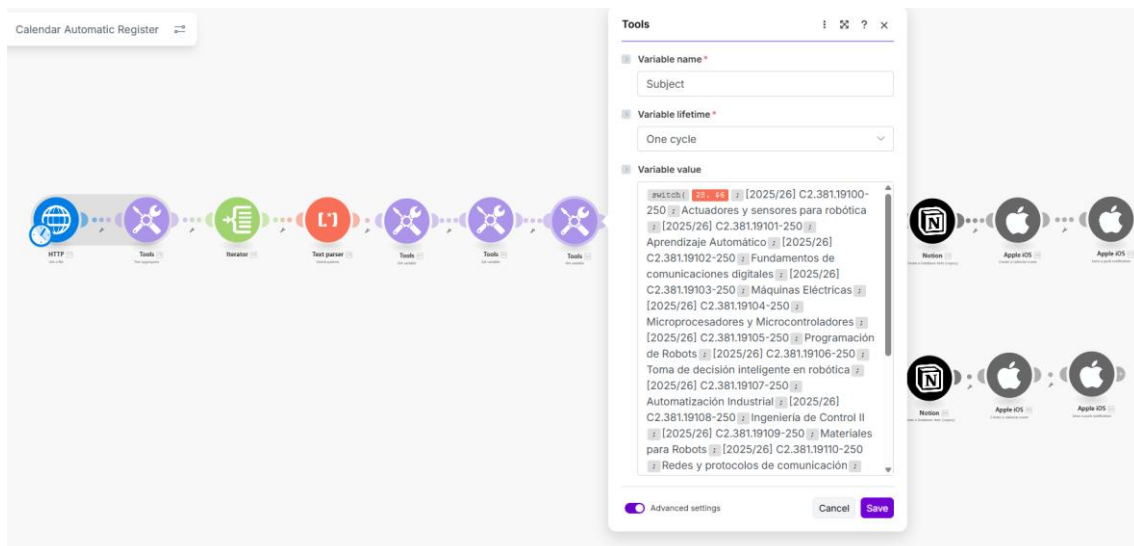 Calendar Automatic Register
Tools
Variable name *
Subject
Variable lifetime *
One cycle
Variable value
switch( 23. $6 ; [2025/26] C2.381.19100-
250 ; Actuadores y sensores para robótica
; [2025/26] C2.381.19101-250 ;
Aprendizaje Automático ; [2025/26]
C2.381.19102-250 ; Fundamentos de
comunicaciones digitales ; [2025/26]
C2.381.19103-250 ; Máquinas Eléctricas ;
[2025/26] C2.381.19104-250 ;
Microprocesadores y Microcontroladores ;
[2025/26] C2.381.19105-250 ; Programación
de Robots ; [2025/26] C2.381.19106-250 ;
Toma de decisión inteligente en robótica ;
[2025/26] C2.381.19107-250 ;
Automatización Industrial ; [2025/26]
C2.381.19108-250 ; Ingeniería de Control II
; [2025/26] C2.381.19109-250 ; Materiales
para Robots ; [2025/26] C2.381.19110-250
; Redes y protocolos de comunicación ;
Advanced settings
Cancel
Save
HTTP
Tools
Iterator
Text parser
Tools
Tools
Tools
Notion
Apple iOS
Apple iOS
Notion
Apple iOS
Apple iOS